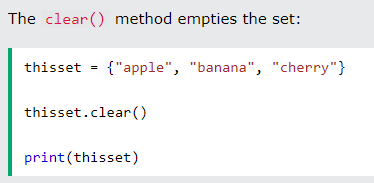 The clear() method empties the set:
thisset = {"apple", "banana", "cherry"}
thisset.clear()
print(thisset)